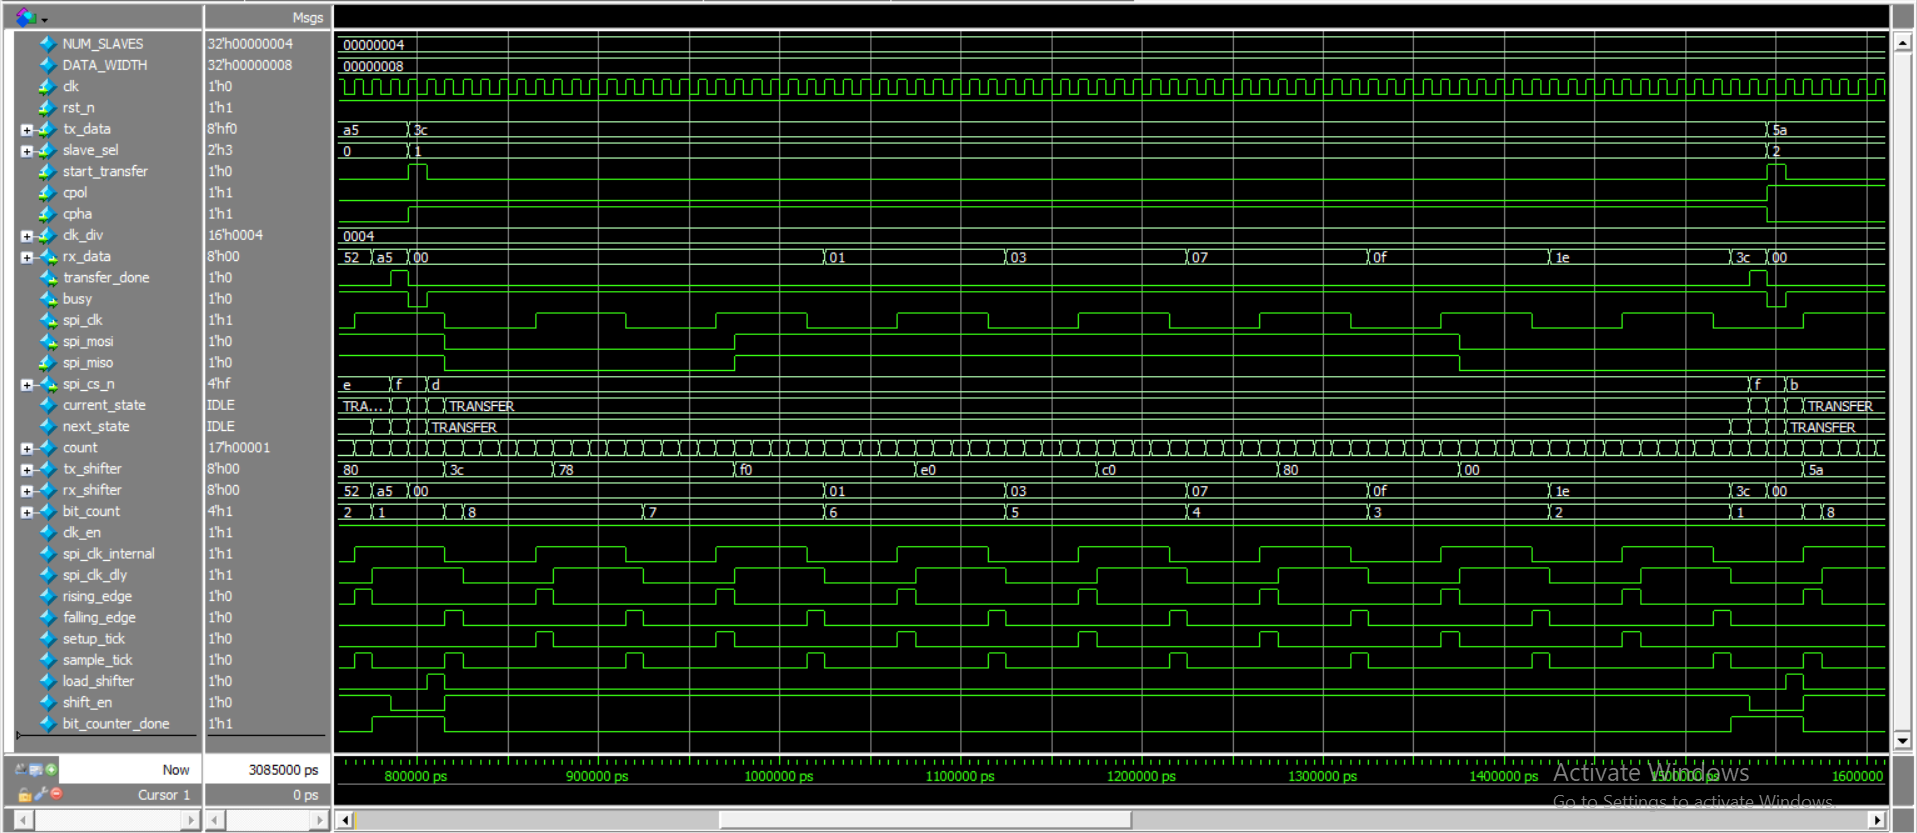 Msgs
NUM_SLAVES 32'h00000004 00000004
DATA_WIDTH 32'h00000008 00000008
clk 1'h0
rst_n 1'h1
tx_data 8'hf0 a5 3c 5a
slave_sel 2'h3 0 1 2
start_transfer 1'h0
cpol 1'h1
cpha 1'h1
clk_div 16'h0004 0004
rx_data 8'h00 52 a5 00 01 03 07 0f 1e 3c 00
transfer_done 1'h0
busy 1'h0
spi_clk 1'h1
spi_mosi 1'h0
spi_miso 1'h0
spi_cs_n 4'hf e f d f b
current_state IDLE TRA... TRANSFER TRANSFER
next_state IDLE TRANSFER TRANSFER
count 17'h00001
tx_shifter 8'h00 80 3c 78 f0 e0 c0 80 00 5a
rx_shifter 8'h00 52 a5 00 01 03 07 0f 1e 3c 00
bit_count 4'h1 2 1 8 7 6 5 4 3 2 1 8
clk_en 1'h1
spi_clk_internal 1'h1
spi_clk_dly 1'h1
rising_edge 1'h0
falling_edge 1'h0
setup_tick 1'h0
sample_tick 1'h0
load_shifter 1'h0
shift_en 1'h0
bit_counter_done 1'h1
Now 3085000 ps 800000 ps 900000 ps 1000000 ps 1100000 ps 1200000 ps 1300000 ps 1400000 ps 1500000 ps 1600000
Cursor 1 0 ps
Activate Windows
Go to Settings to activate Windows.